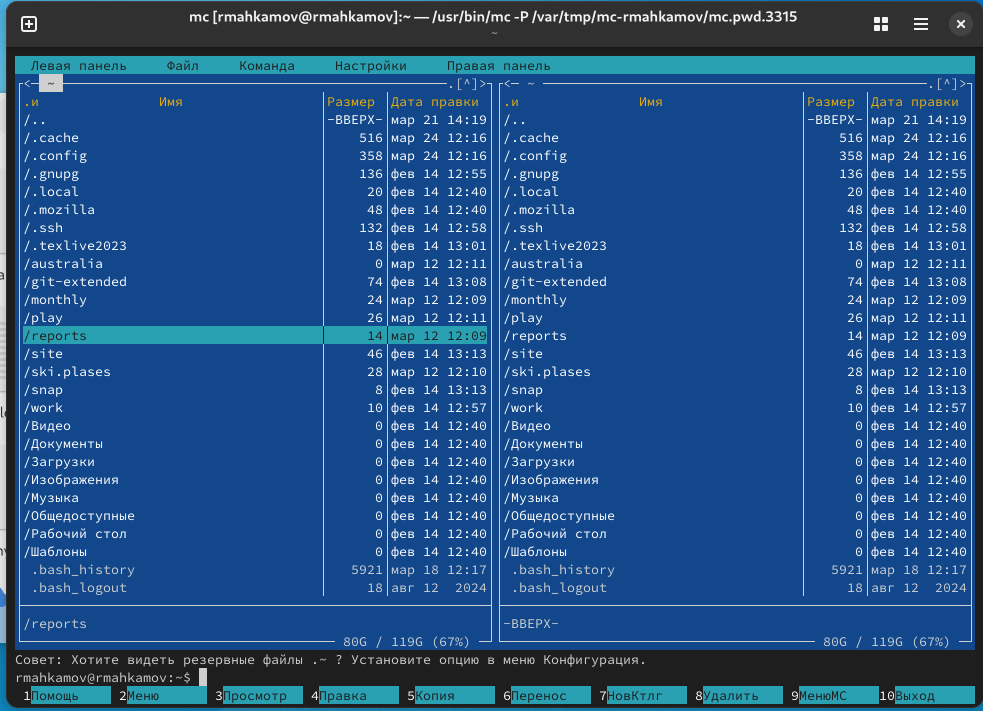 mc [rmahkamov@rmahkamov]:~ — /usr/bin/mc -P /var/tmp/mc-rmahkamov/mc.pwd.3315
~
Левая панель Файл Команда Настройки Правая панель
<─ ~ .[^]> <─ ~ .[^]>
.и Имя Размер Дата правки .и Имя Размер Дата правки
/.. -ВВЕРХ- мар 21 14:19 /.. -ВВЕРХ- мар 21 14:19
/.cache 516 мар 24 12:16 /.cache 516 мар 24 12:16
/.config 358 мар 24 12:16 /.config 358 мар 24 12:16
/.gnupg 136 фев 14 12:55 /.gnupg 136 фев 14 12:55
/.local 20 фев 14 12:40 /.local 20 фев 14 12:40
/.mozilla 48 фев 14 12:40 /.mozilla 48 фев 14 12:40
/.ssh 132 фев 14 12:58 /.ssh 132 фев 14 12:58
/.texlive2023 18 фев 14 13:01 /.texlive2023 18 фев 14 13:01
/australia 0 мар 12 12:11 /australia 0 мар 12 12:11
/git-extended 74 фев 14 13:08 /git-extended 74 фев 14 13:08
/monthly 24 мар 12 12:09 /monthly 24 мар 12 12:09
/play 26 мар 12 12:11 /play 26 мар 12 12:11
/reports 14 мар 12 12:09 /reports 14 мар 12 12:09
/site 46 фев 14 13:13 /site 46 фев 14 13:13
/ski.plases 28 мар 12 12:10 /ski.plases 28 мар 12 12:10
/snap 8 фев 14 13:13 /snap 8 фев 14 13:13
/work 10 фев 14 12:57 /work 10 фев 14 12:57
/Видео 0 фев 14 12:40 /Видео 0 фев 14 12:40
/Документы 0 фев 14 12:40 /Документы 0 фев 14 12:40
/Загрузки 0 фев 14 12:40 /Загрузки 0 фев 14 12:40
/Изображения 0 фев 14 12:40 /Изображения 0 фев 14 12:40
/Музыка 0 фев 14 12:40 /Музыка 0 фев 14 12:40
/Общедоступные 0 фев 14 12:40 /Общедоступные 0 фев 14 12:40
/Рабочий стол 0 фев 14 12:40 /Рабочий стол 0 фев 14 12:40
/Шаблоны 0 фев 14 12:40 /Шаблоны 0 фев 14 12:40
.bash_history 5921 мар 18 12:17 .bash_history 5921 мар 18 12:17
.bash_logout 18 авг 12 2024 .bash_logout 18 авг 12 2024
/reports -ВВЕРХ-
80G / 119G (67%) 80G / 119G (67%)
Совет: Хотите видеть резервные файлы .~ ? Установите опцию в меню Конфигурация.
rmahkamov@rmahkamov:~$
1Помощь 2Меню 3Просмотр 4Правка 5Копия 6Перенос 7НовКтлг 8Удалить 9МенюМС 10Выход